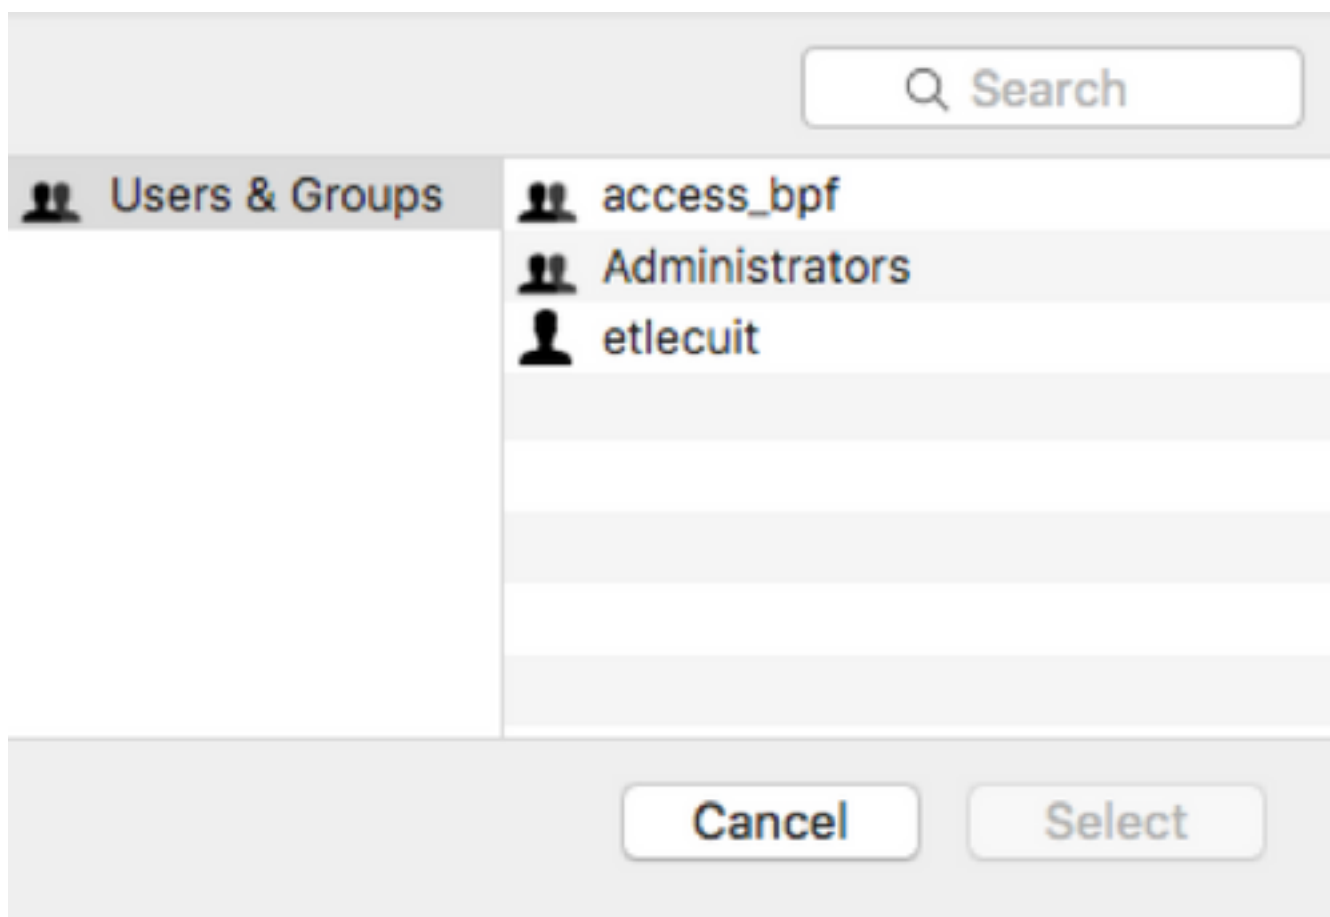 Search
Users & Groups
access_bpf
Administrators
etlecuit
Cancel
Select